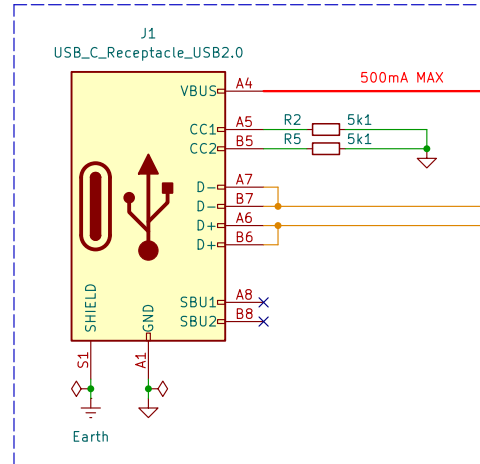 J1
USB_C_Receptacle_USB2.0
500mA MAX
VBUS A4
CC1 A5 R2 5k1
CC2 B5 R5 5k1
D- A7
D- B7
D+ A6
D+ B6
SBU1 A8
SBU2 B8
SHIELD
GND
S1
A1
Earth